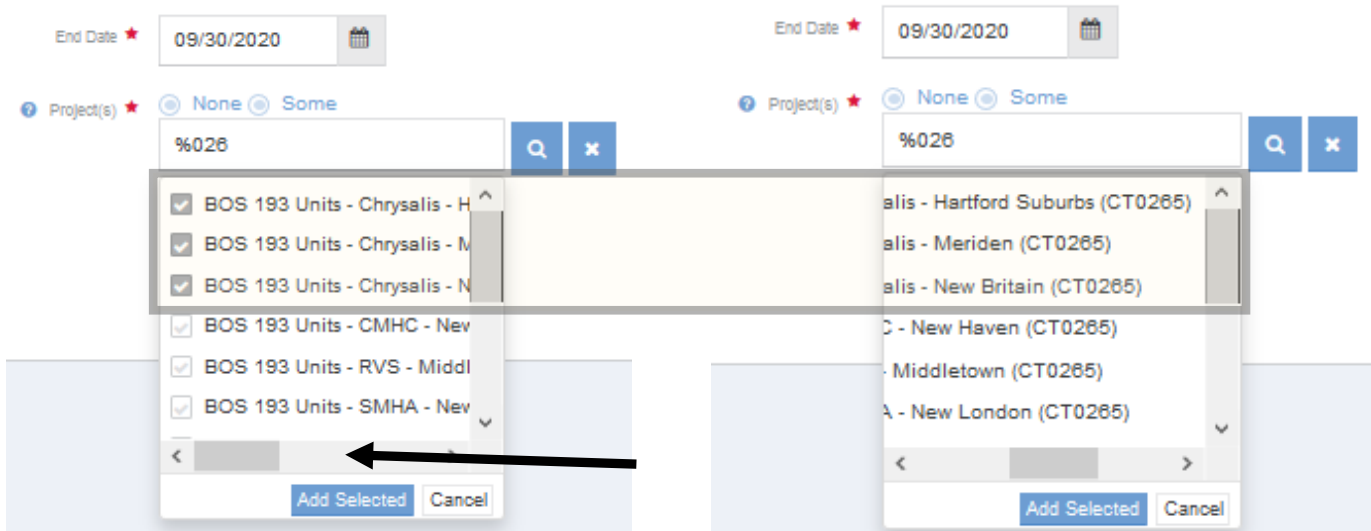 End Date ★ 09/30/2020
Project(s) ★ None Some
%026
BOS 193 Units - Chrysalis - H
BOS 193 Units - Chrysalis - M
BOS 193 Units - Chrysalis - N
BOS 193 Units - CMHC - New
BOS 193 Units - RVS - Middl
BOS 193 Units - SMHA - New
Add Selected Cancel
End Date ★ 09/30/2020
Project(s) ★ None Some
%026
alis - Hartford Suburbs (CT0265)
alis - Meriden (CT0265)
alis - New Britain (CT0265)
C - New Haven (CT0265)
- Middletown (CT0265)
A - New London (CT0265)
Add Selected Cancel